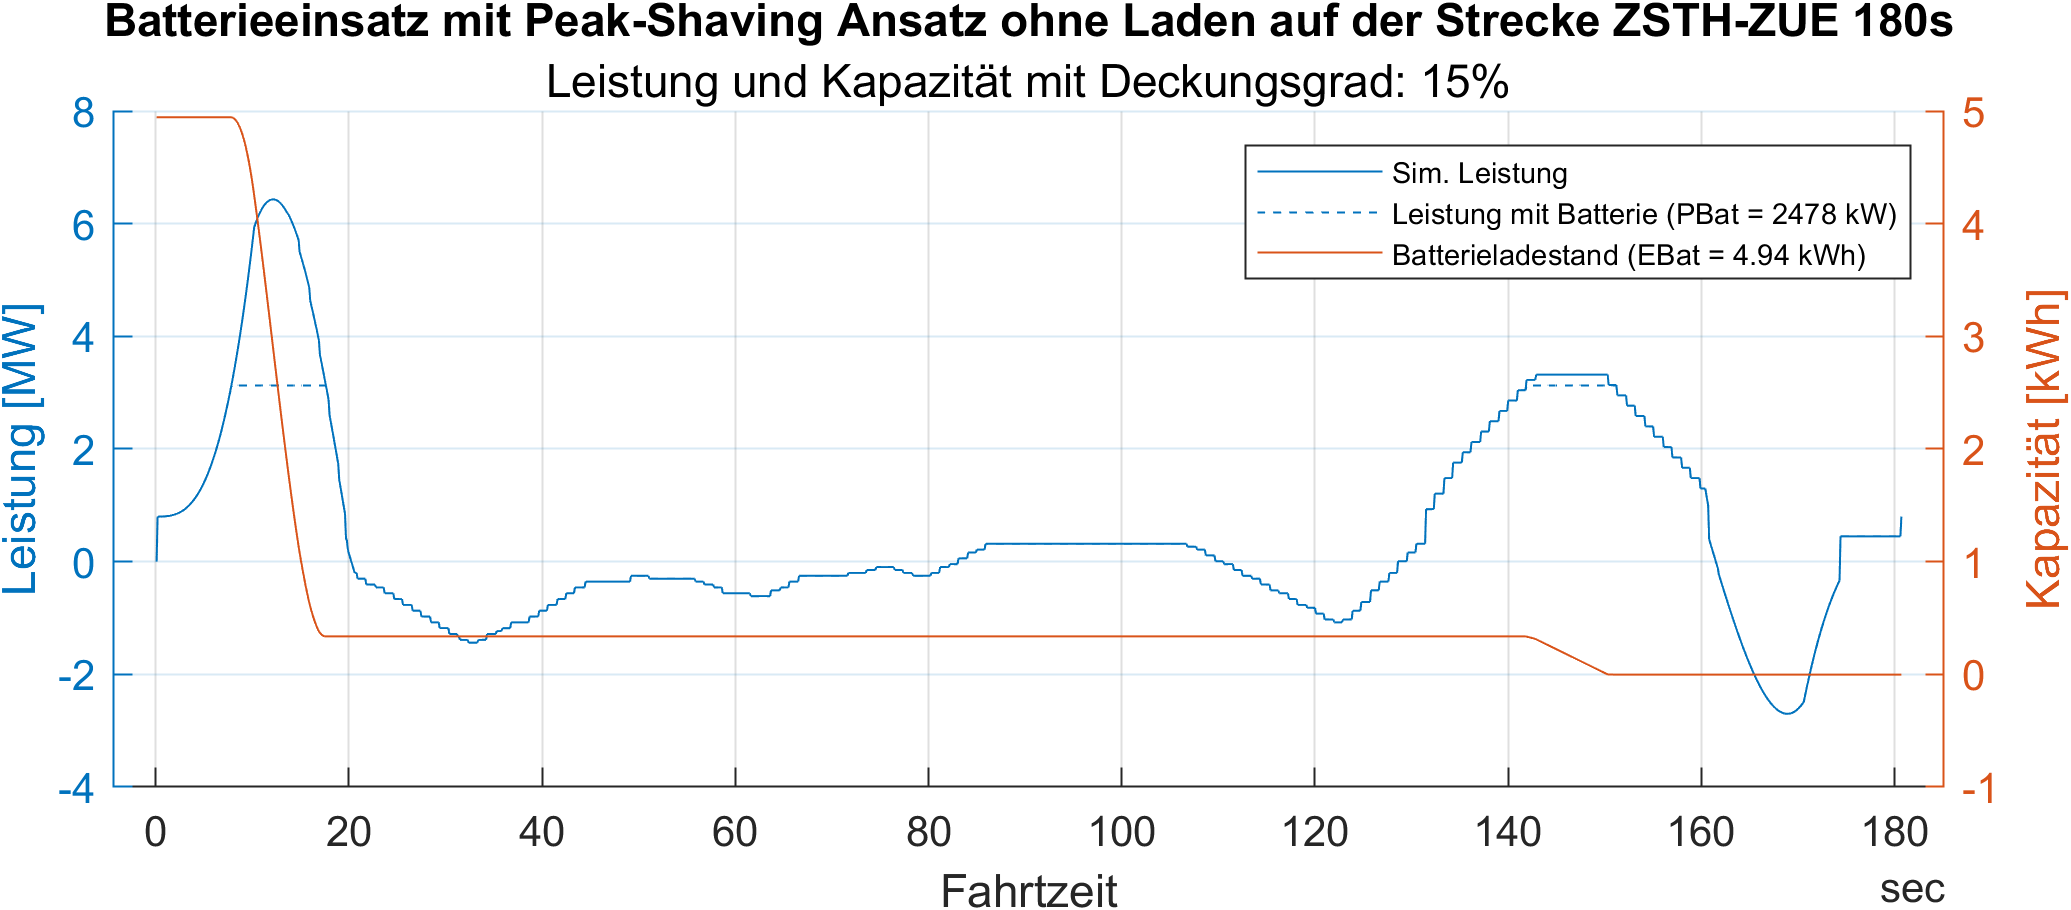 Batterieeinsatz mit Peak-Shaving Ansatz ohne Laden auf der Strecke ZSTH-ZUE 180s
Leistung und Kapazität mit Deckungsgrad: 15%
Leistung [MW]
8
6
4
2
0
-2
-4
Sim. Leistung
Leistung mit Batterie (PBat = 2478 kW)
Batterieladestand (EBat = 4.94 kWh)
5
4
3
2
1
0
-1
Kapazität [kWh]
0 20 40 60 80 100 120 140 160 180
Fahrtzeit
sec